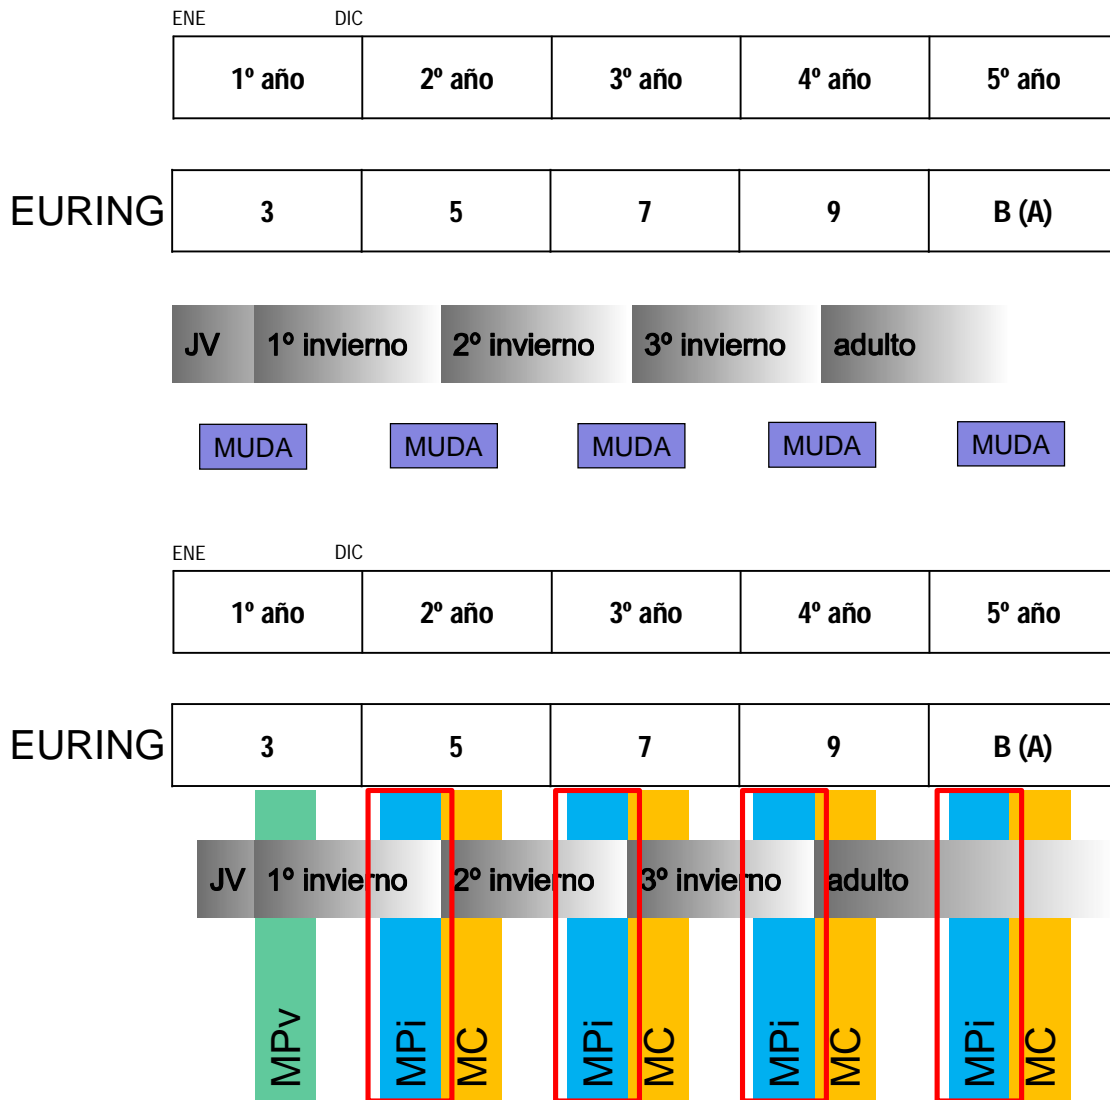 ENE DIC
1º año 2º año 3º año 4º año 5º año
EURING 3 5 7 9 B (A)
JV 1º invierno 2º invierno 3º invierno adulto
MUDA MUDA MUDA MUDA MUDA
ENE DIC
1º año 2º año 3º año 4º año 5º año
EURING 3 5 7 9 B (A)
JV 1º invierno 2º invierno 3º invierno adulto
MPv MPi MC MPi MC MPi MC MPi MC